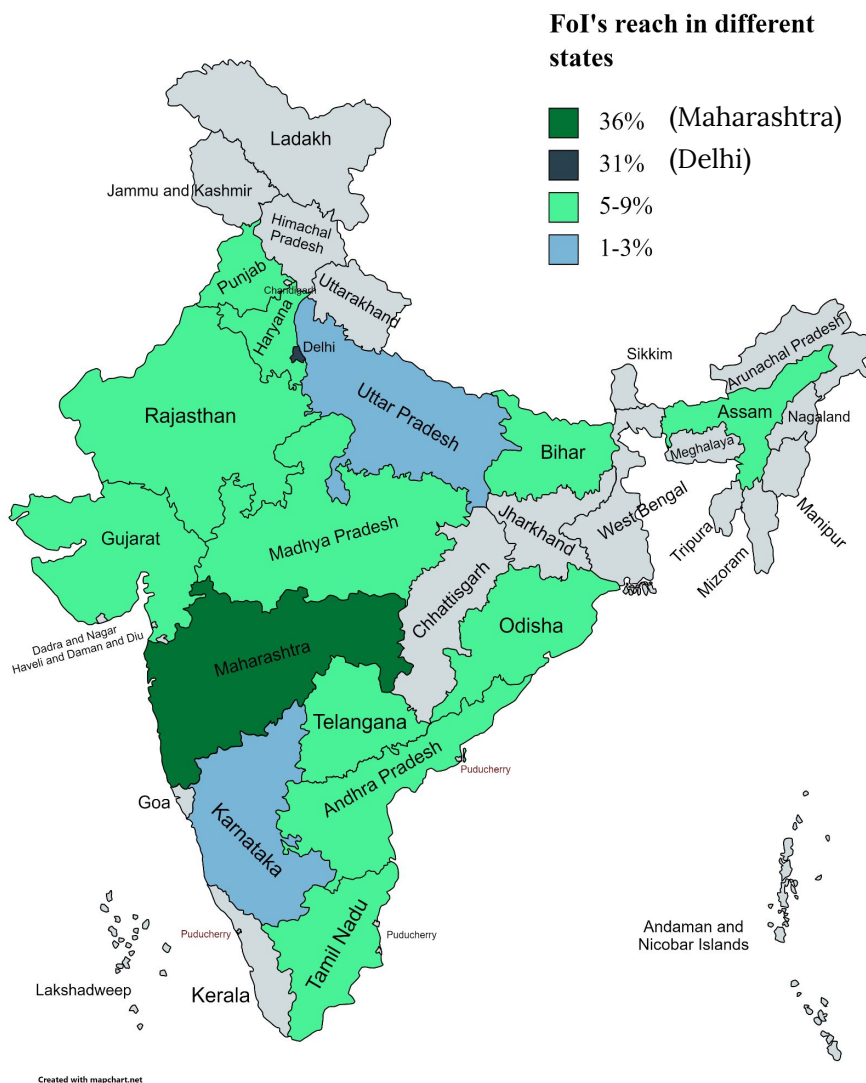 FoI's reach in different
states
36% (Maharashtra)
31% (Delhi)
5-9%
1-3%
Ladakh
Jammu and Kashmir
Himachal
Pradesh
Punjab
Chandigarh
Uttarakhand
Haryana
Delhi
Sikkim
Arunachal Pradesh
Rajasthan
Uttar Pradesh
Bihar
Assam
Nagaland
Meghalaya
Gujarat
Madhya Pradesh
Jharkhand
West Bengal
Tripura
Mizoram
Manipur
Chhattisgarh
Odisha
Dadra and Nagar
Haveli and Daman and Diu
Maharashtra
Telangana
Andhra Pradesh
Puducherry
Goa
Karnataka
Puducherry
Puducherry
Tamil Nadu
Andaman and
Nicobar Islands
Lakshadweep
Kerala
Created with mapchart.net